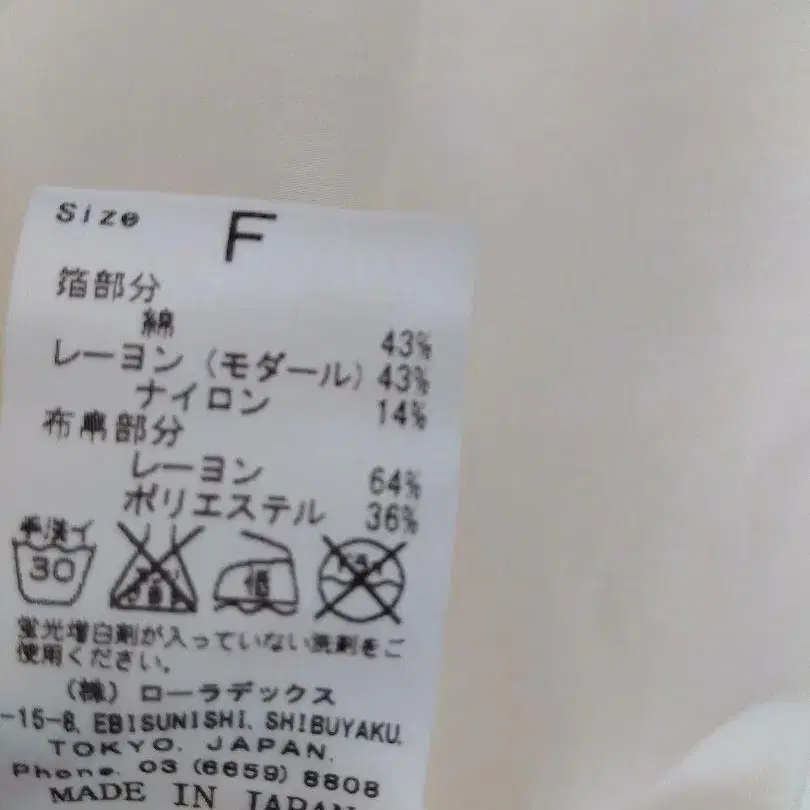 Size F
箔部分
綿 43%
レーヨン（モダール）43%
ナイロン 14%
布帛部分
レーヨン 64%
ポリエステル 36%
手洗イ
30
低
蛍光増白剤が入っていない洗剤をご
使用ください。
（株）ローラデックス
-15-8, EBISUNISHI, SHIBUYAKU,
TOKYO, JAPAN.
Phone. 03 (6659) 8808
MADE IN JAPAN